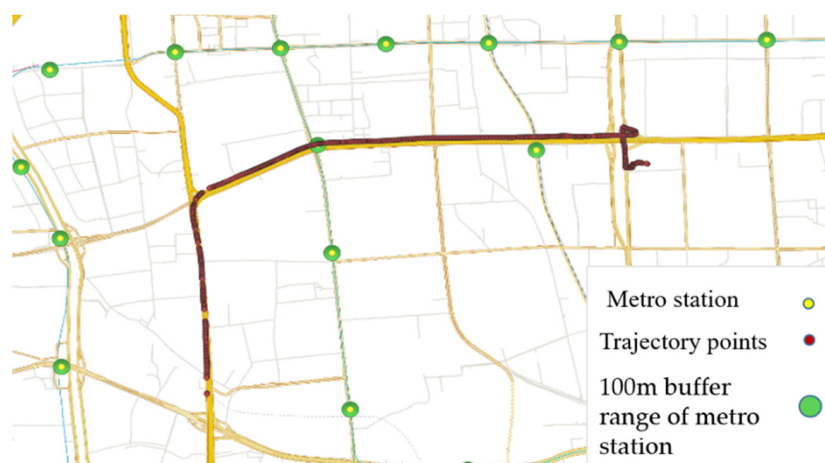 Metro station
Trajectory points
100m buffer
range of metro
station